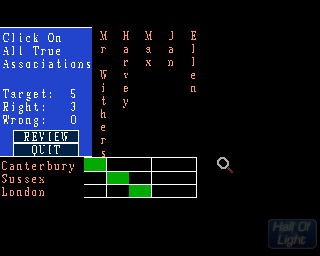 Click On
All True
Associations
Target: 5
Right: 3
Wrong: 0
REVIEW
QUIT
Mr Withers
Harvey
Max
Jan
Ellen
Canterbury
Sussex
London
Hall Of
Light